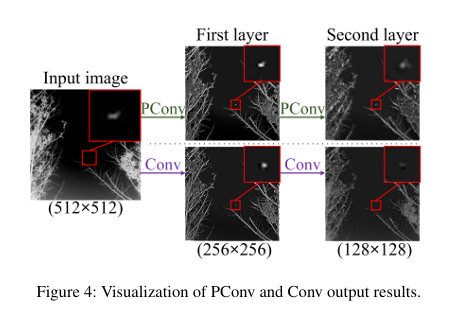 First layer
Second layer
Input image
PConv
PConv
Conv
Conv
(512×512)
(256×256)
(128×128)
Figure 4: Visualization of PConv and Conv output results.